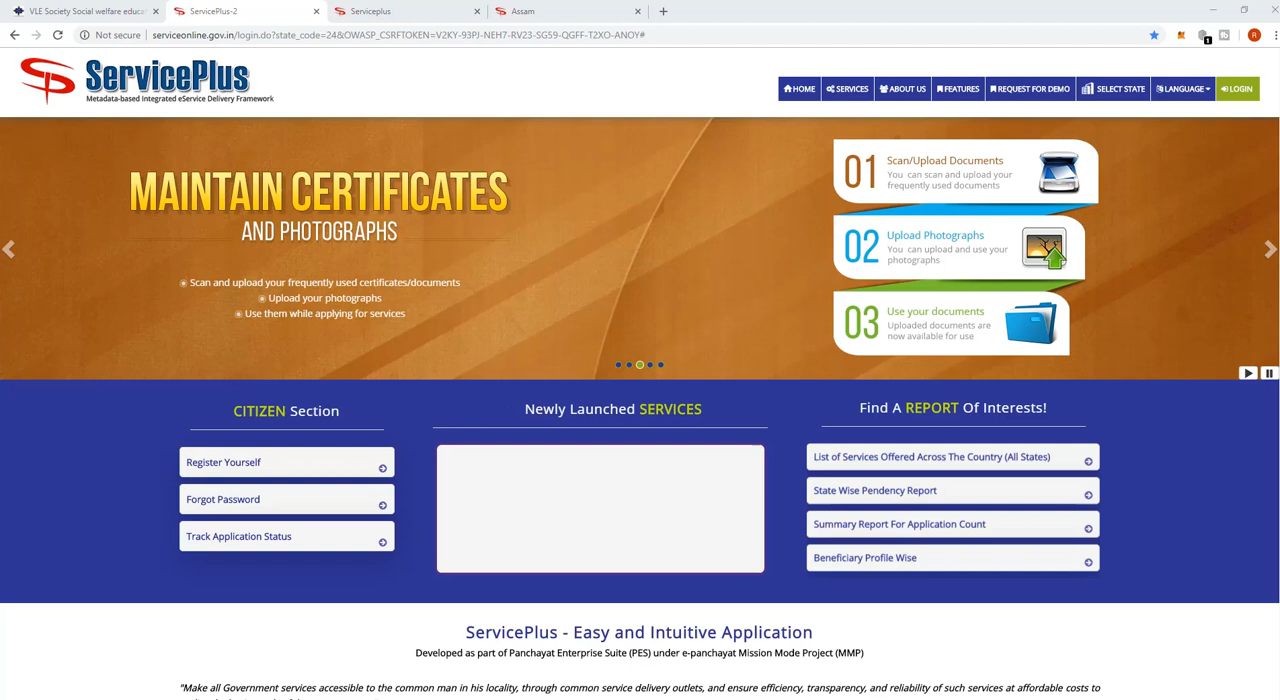 VLE Society Social welfare educa
ServicePlus-2
Serviceplus
Assam
Not secure
serviceonline.gov.in/login.do?state_code=24&OWASP_CSRFTOKEN=V2KY-93PJ-NEH7-RV23-SG59-QGFF-T2XO-ANOY#
R
1
ServicePlus
Metadata-based Integrated eService Delivery Framework
HOME
SERVICES
ABOUT US
FEATURES
REQUEST FOR DEMO
SELECT STATE
LANGUAGE
LOGIN
MAINTAIN CERTIFICATES
AND PHOTOGRAPHS
Scan and upload your frequently used certificates/documents
Upload your photographs
Use them while applying for services
01
Scan/Upload Documents
You can scan and upload your
frequently used documents
02
Upload Photographs
You can upload and use your
photographs
03
Use your documents
Uploaded documents are
now available for use
CITIZEN Section
Register Yourself
Forgot Password
Track Application Status
Newly Launched SERVICES
Find A REPORT Of Interests!
List of Services Offered Across The Country (All States)
State Wise Pendency Report
Summary Report For Application Count
Beneficiary Profile Wise
ServicePlus - Easy and Intuitive Application
Developed as part of Panchayat Enterprise Suite (PES) under e-panchayat Mission Mode Project (MMP)
"Make all Government services accessible to the common man in his locality, through common service delivery outlets, and ensure efficiency, transparency, and reliability of such services at affordable costs to